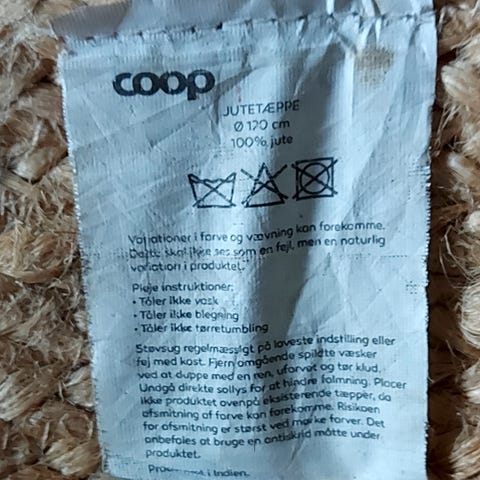 coop
JUTETÆPPE
Ø 120 cm
100% jute
Variationer i farve og vævning kan forekomme.
Dette skal ikke ses som en fejl, men en naturlig
variation i produktet.
Pleje instruktioner:
• Tåler ikke vask
• Tåler ikke blegning
• Tåler ikke tørretumbling
Støvsug regelmæssigt på laveste indstilling eller
fej med kost. Fjern omgående spildte væsker
ved at duppe med en ren, ufarvet og tør klud.
Undgå direkte sollys for at hindre falmning. Placer
ikke produktet ovenpå eksisterende tæpper, da
afsmitning af farve kan forekomme. Risikoen
for afsmitning er størst ved mørke farver. Det
anbefales at bruge en antiskrid måtte under
produktet.
Produceret i Indien.